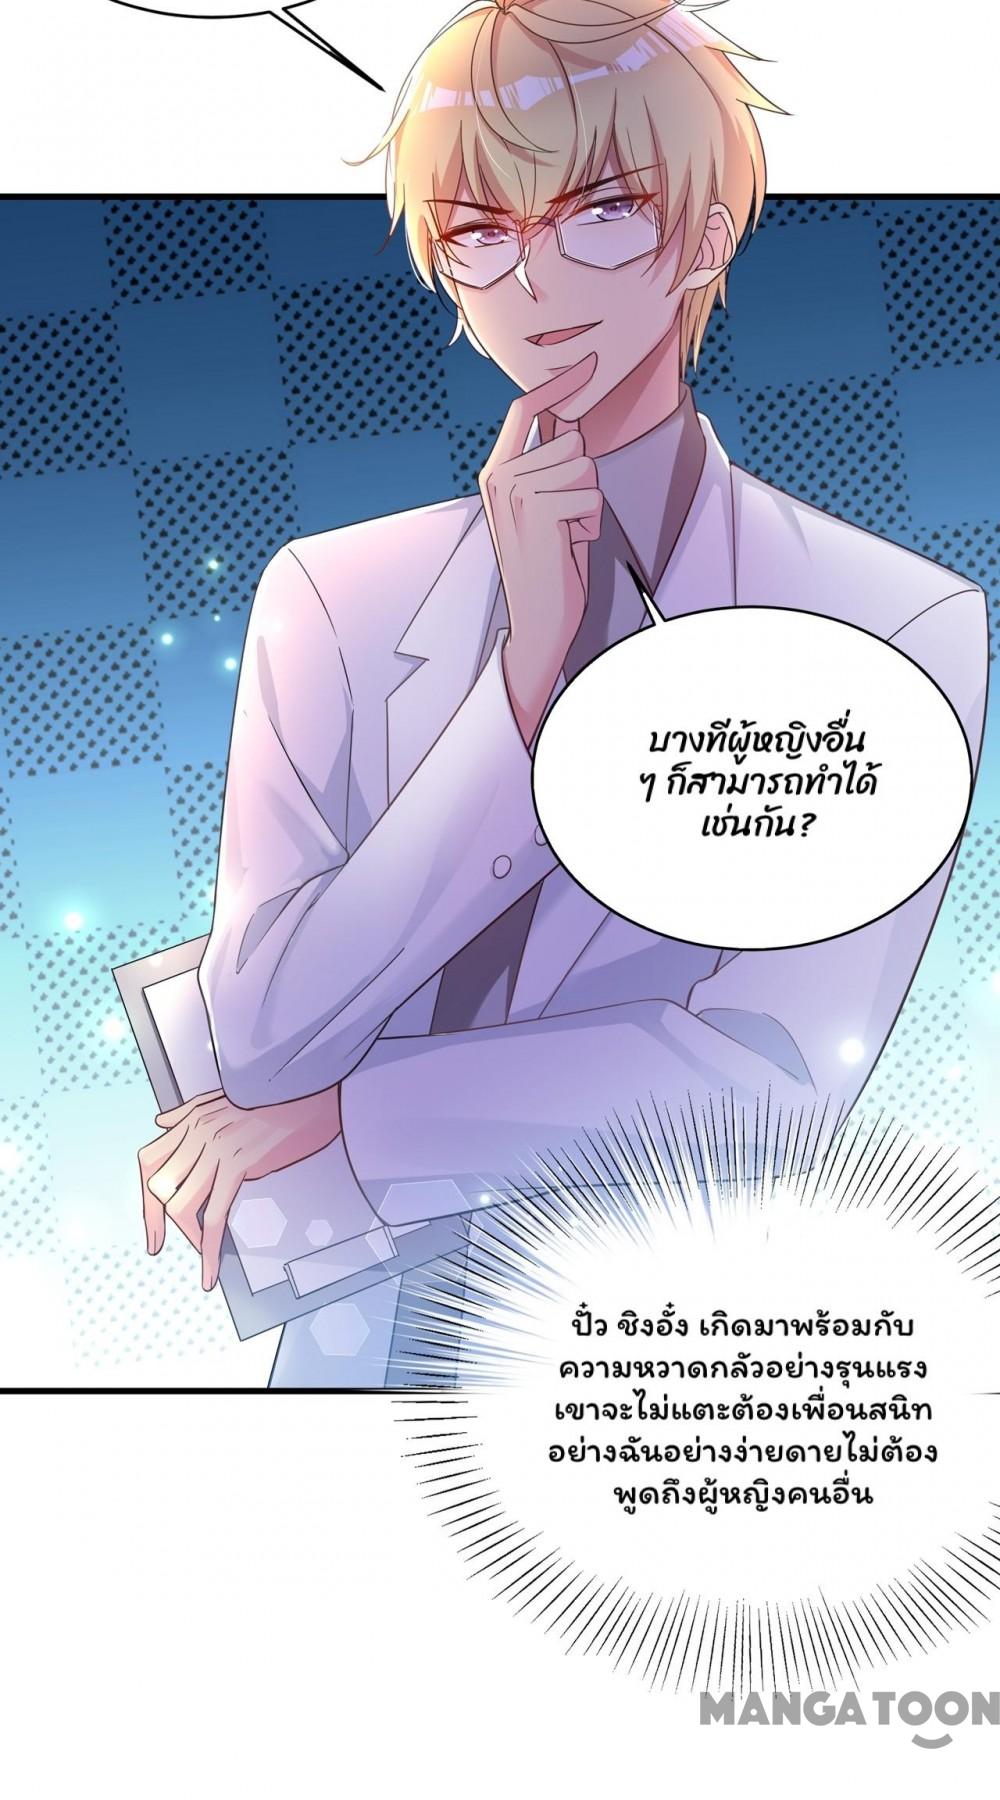 บางทีผู้หญิงอื่น
ๆ ก็สามารถทำได้
เช่นกัน?
ปั๋ว ชิงอั๋ง เกิดมาพร้อมกับ
ความหวาดกลัวอย่างรุนแรง
เขาจะไม่แตะต้องเพื่อนสนิท
อย่างฉันอย่างง่ายดายไม่ต้อง
พูดถึงผู้หญิงคนอื่น
MANGATOON